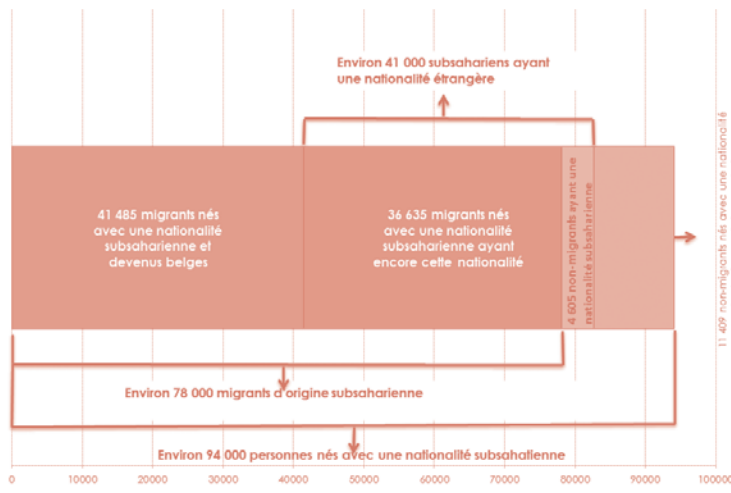 Environ 41 000 subsahariens ayant
une nationalité étrangère
41 485 migrants nés
avec une nationalité
subsaharienne et
devenus belges
36 635 migrants nés
avec une nationalité
subsaharienne ayant
encore cette nationalité
4 605 non-migrants ayant une
nationalité subsaharienne
11 409 non-migrants nés avec une nationalité
Environ 78 000 migrants d'origine subsaharienne
Environ 94 000 personnes nés avec une nationalité subsahatienne
0 10000 20000 30000 40000 50000 60000 70000 80000 90000 100000